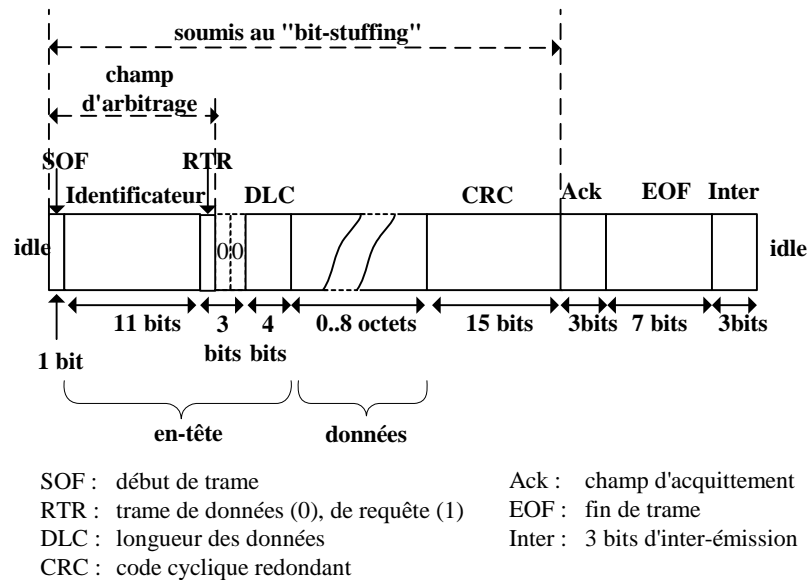 soumis au "bit-stuffing"
champ
d'arbitrage
SOF
RTR
Identificateur
DLC
CRC
Ack
EOF
Inter
idle
00
idle
11 bits
3
bits
4
bits
0..8 octets
15 bits
3bits
7 bits
3bits
1 bit
en-tête
données
SOF : début de trame
RTR : trame de données (0), de requête (1)
DLC : longueur des données
CRC : code cyclique redondant
Ack : champ d'acquittement
EOF : fin de trame
Inter : 3 bits d'inter-émission